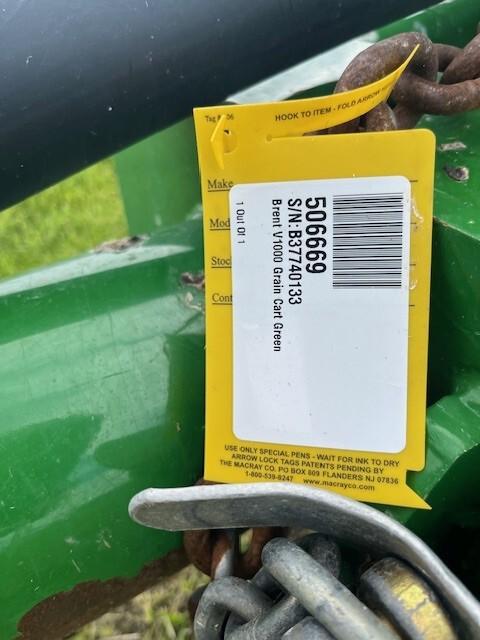 HOOK TO ITEM - FOLD ARROW
Make
Mod
Stoc
Cont
506669
S/N: B37740133
Brent V1000 Grain Cart Green
1 Out Of 1
USE ONLY SPECIAL PENS - WAIT FOR INK TO DRY
ARROW LOCK TAGS PATENTS PENDING BY
THE MACRAY CO. PO BOX 809 FLANDERS NJ 07836
1-800-539-8247 www.macrayco.com